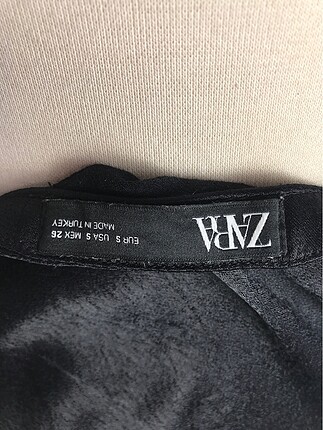 ZARA
EUR S USA S MEX 26
MADE IN TURKEY